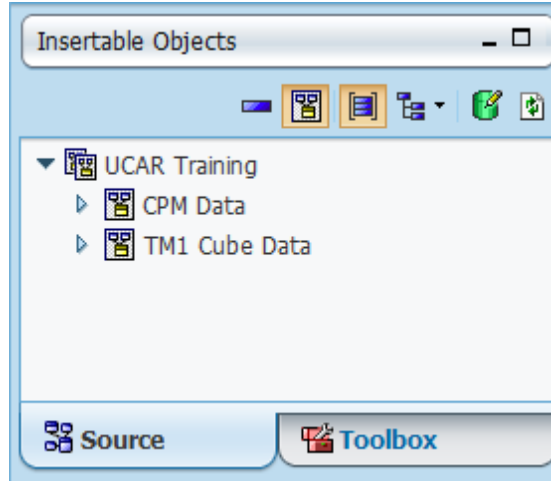 Insertable Objects
UCAR Training
CPM Data
TM1 Cube Data
Source
Toolbox